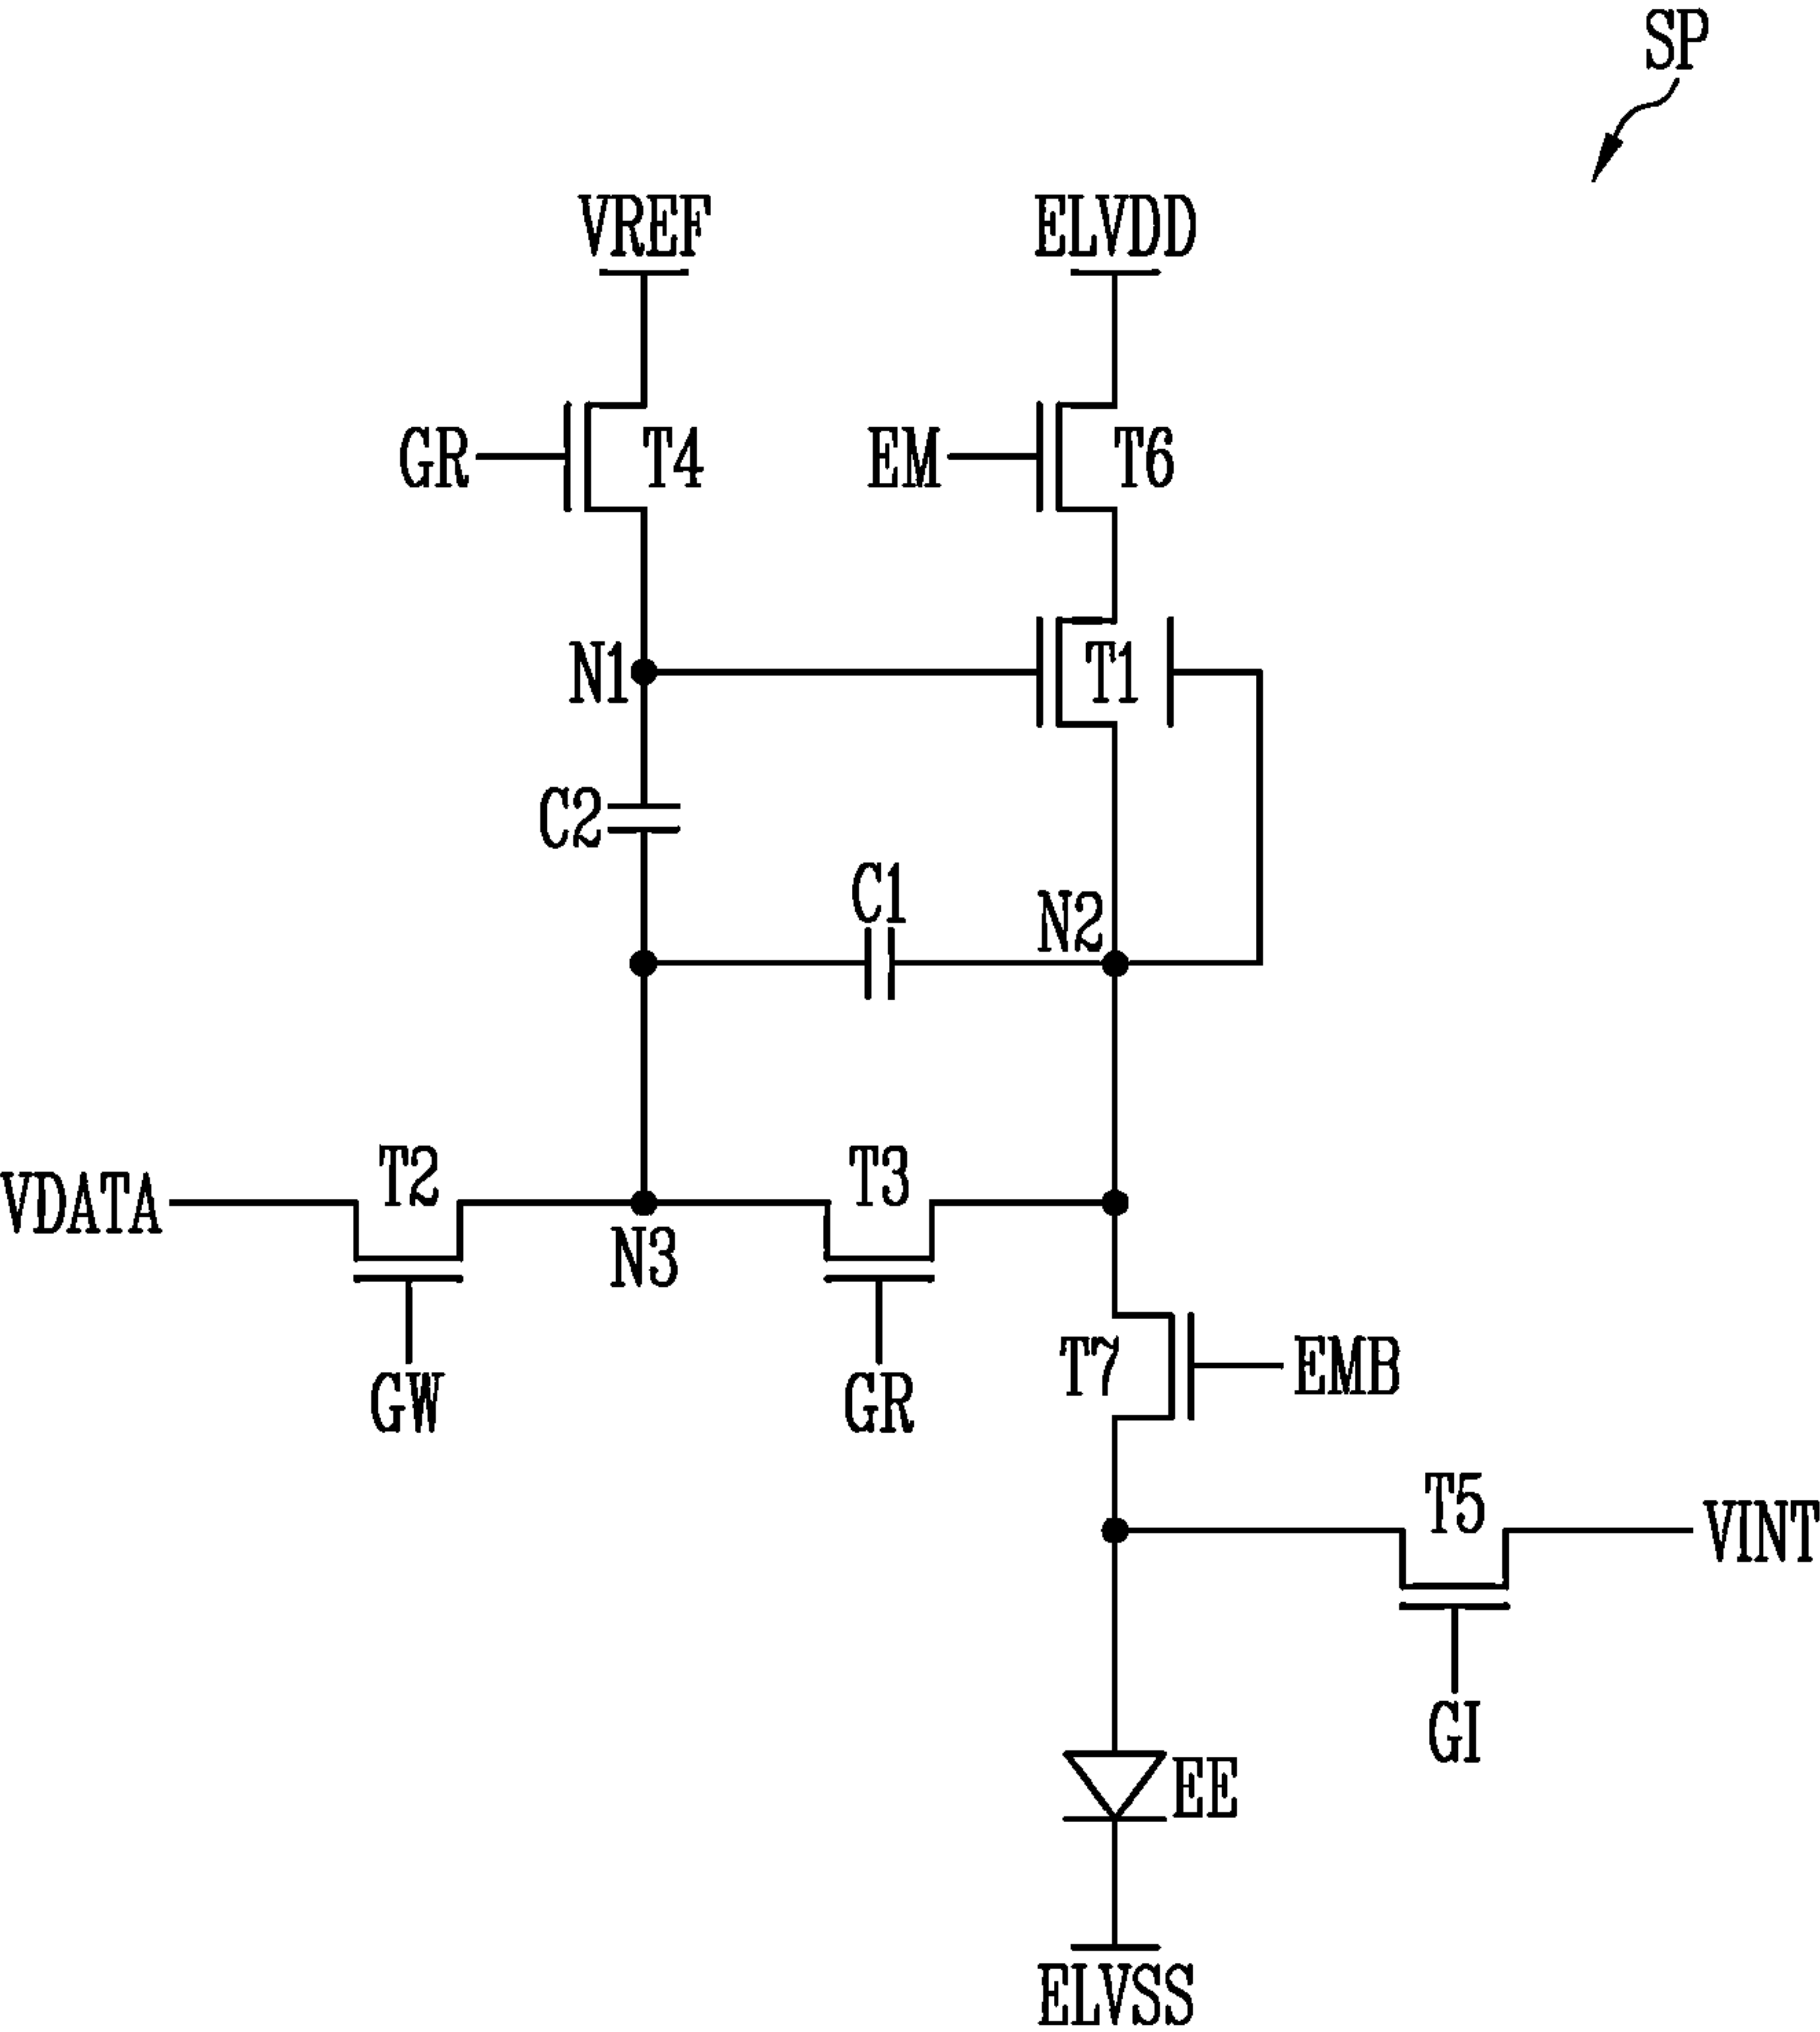 SP
VREF
ELVDD
GR
T4
EM
T6
N1
T1
C2
C1
N2
VDATA
T2
T3
N3
GW
GR
T7
EMB
T5
VINT
GI
EE
ELVSS